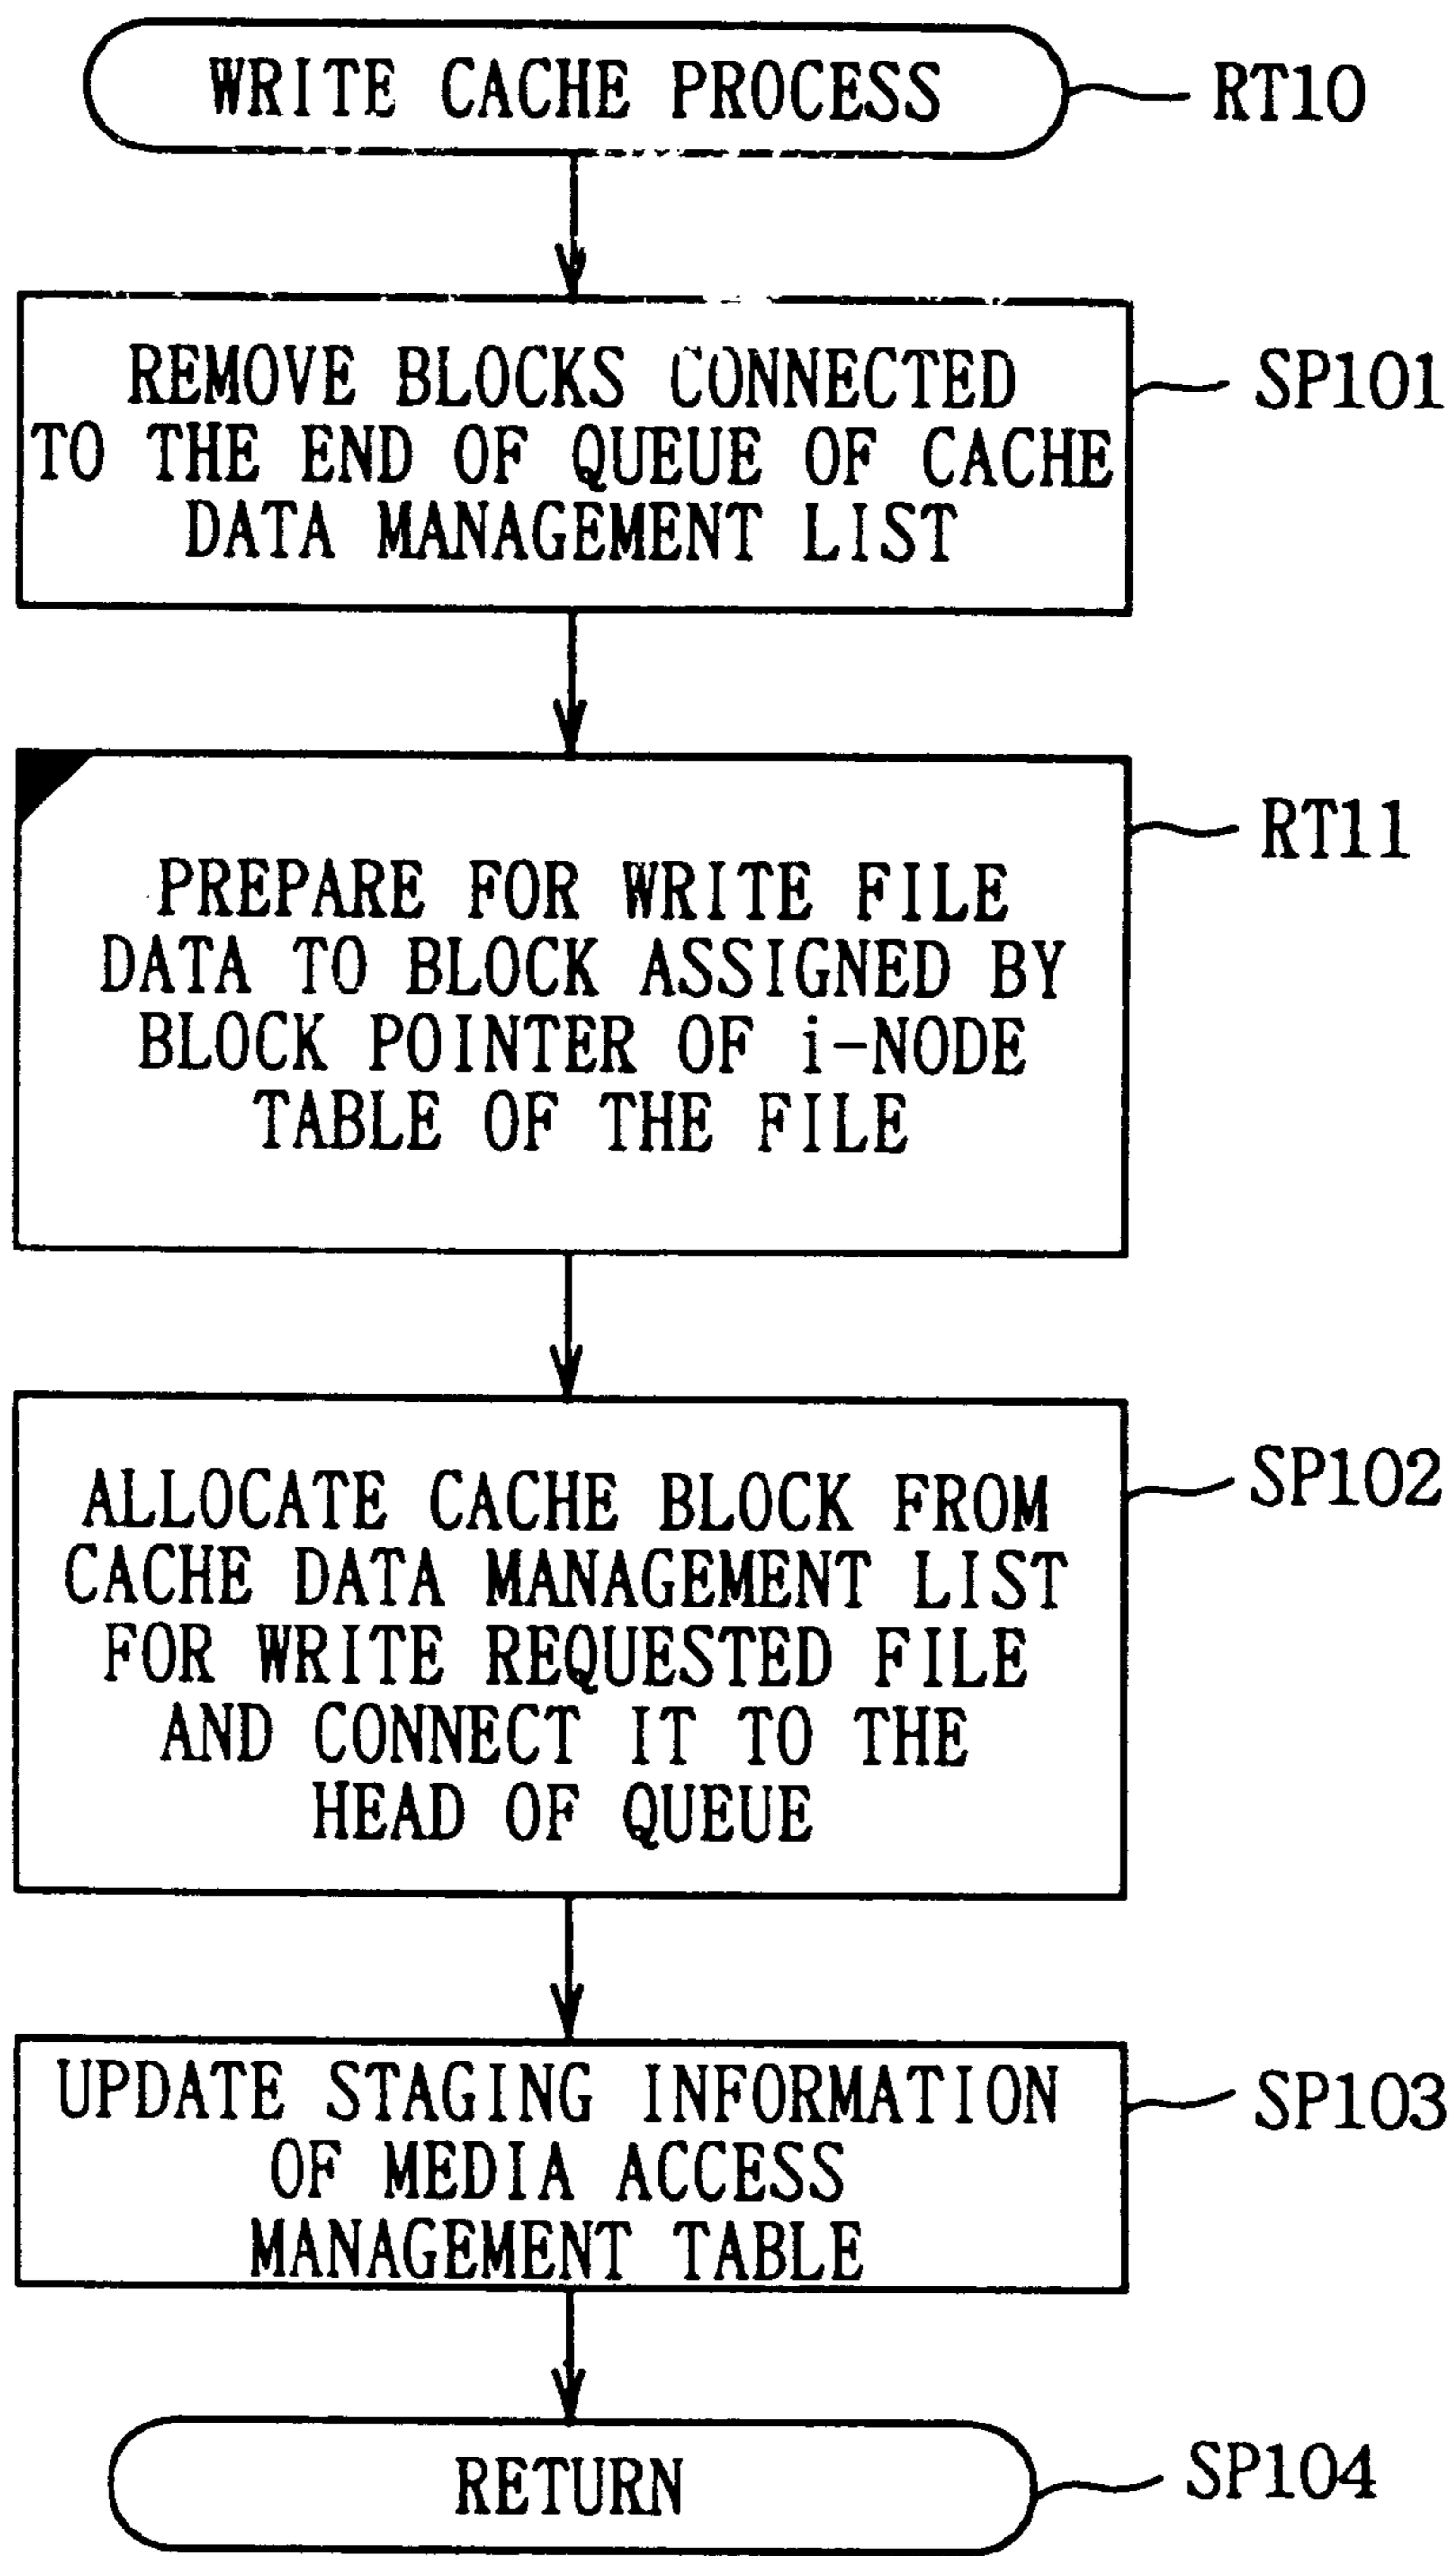 WRITE CACHE PROCESS
RT10
REMOVE BLOCKS CONNECTED
TO THE END OF QUEUE OF CACHE
DATA MANAGEMENT LIST
SP101
PREPARE FOR WRITE FILE
DATA TO BLOCK ASSIGNED BY
BLOCK POINTER OF i-NODE
TABLE OF THE FILE
RT11
ALLOCATE CACHE BLOCK FROM
CACHE DATA MANAGEMENT LIST
FOR WRITE REQUESTED FILE
AND CONNECT IT TO THE
HEAD OF QUEUE
SP102
UPDATE STAGING INFORMATION
OF MEDIA ACCESS
MANAGEMENT TABLE
SP103
RETURN
SP104